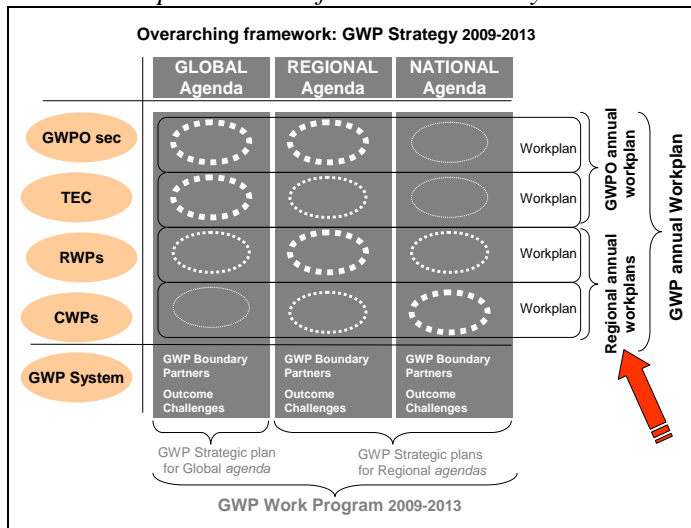 Overarching framework: GWP Strategy 2009-2013
GLOBAL REGIONAL NATIONAL
Agenda Agenda Agenda
GWPO sec
Workplan
TEC
Workplan
RWPs
Workplan
CWPs
Workplan
GWPO annual
workplan
Regional annual
workplans
GWP annual Workplan
GWP System
GWP Boundary
Partners
Outcome
Challenges
GWP Boundary
Partners
Outcome
Challenges
GWP Boundary
Partners
Outcome
Challenges
GWP Strategic plan
for Global agenda
GWP Strategic plans
for Regional agendas
GWP Work Program 2009-2013